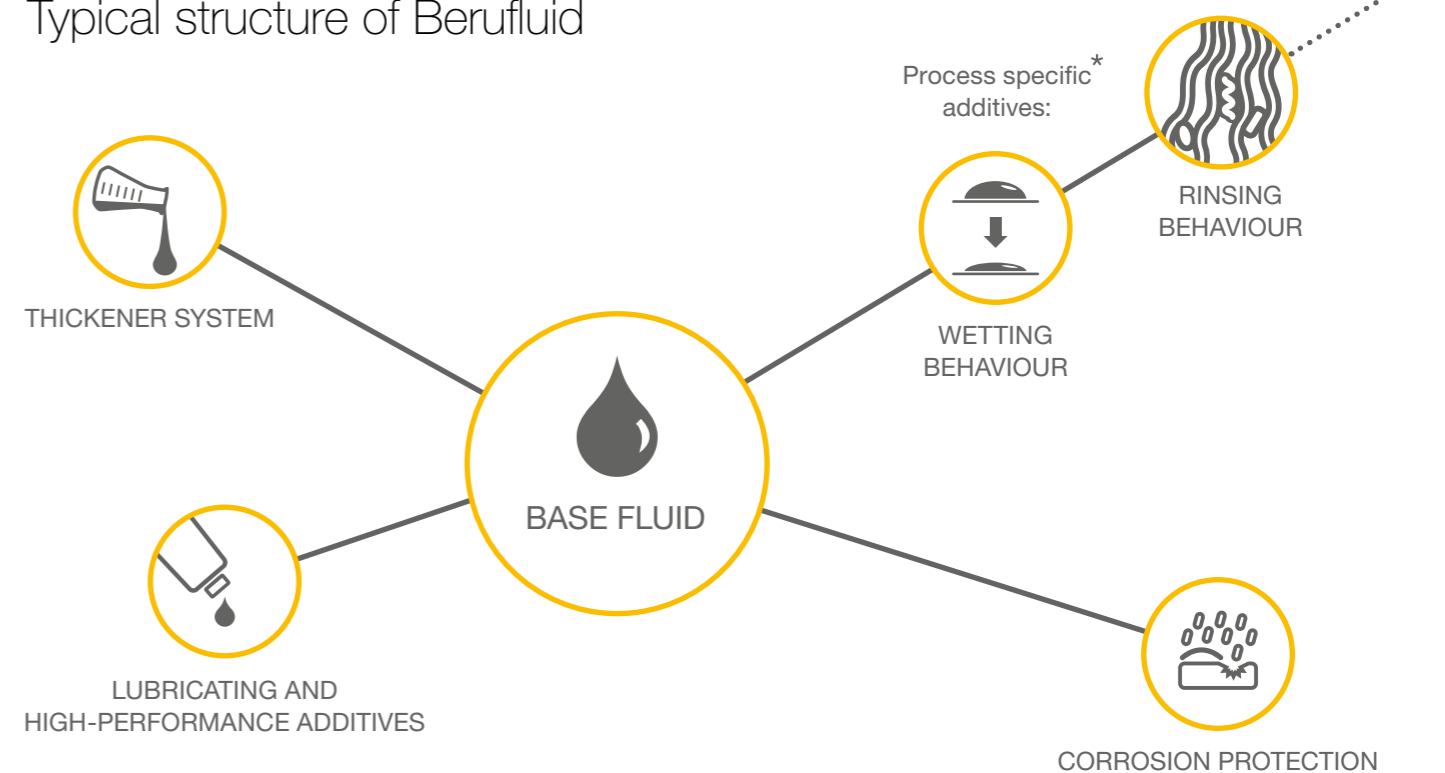 Typical structure of Berufluid
Process specific*
additives:
RINSING
BEHAVIOUR
THICKENER SYSTEM
WETTING
BEHAVIOUR
BASE FLUID
LUBRICATING AND
HIGH-PERFORMANCE ADDITIVES
CORROSION PROTECTION